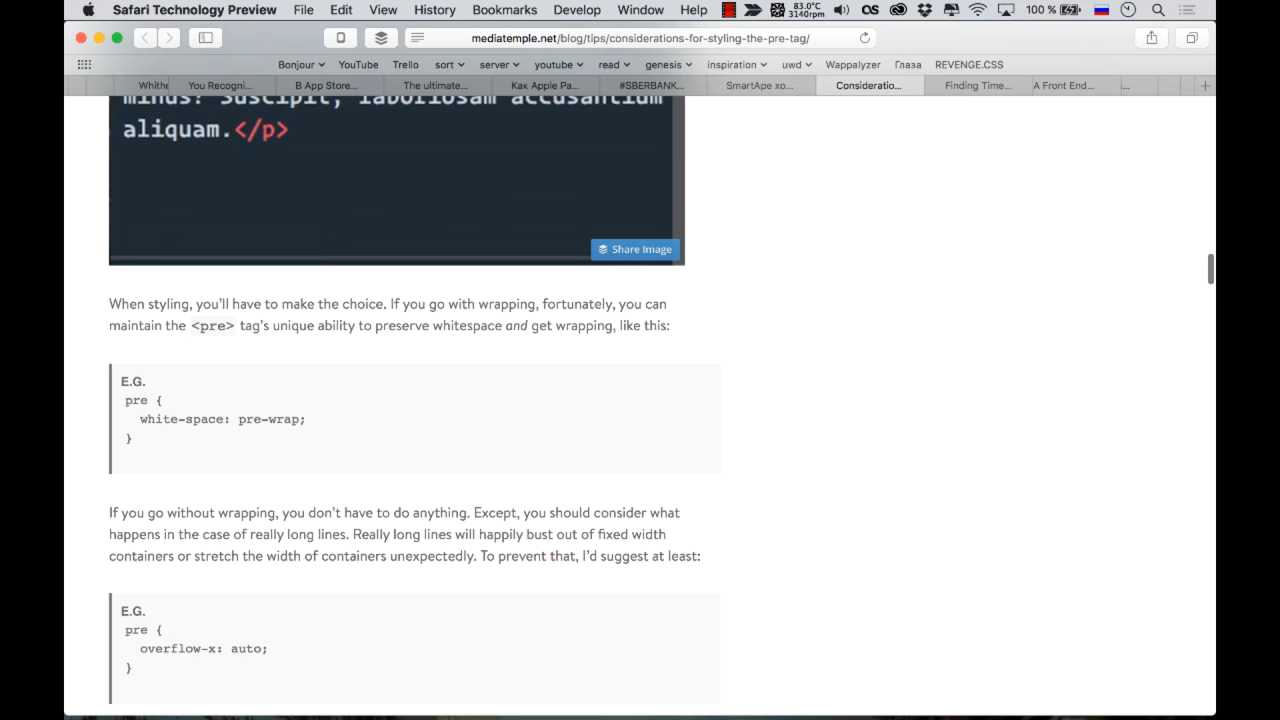 Safari Technology Preview File Edit View History Bookmarks Develop Window Help 83.0°C 3140rpm 100 %
mediatemple.net/blog/tips/considerations-for-styling-the-pre-tag/
Bonjour YouTube Trello sort server youtube read genesis inspiration uwd Wappalyzer Глаза REVENGE.CSS
Whithe You Recogni... B App Store... The ultimate... Как Apple Pa... #SBERBANK... SmartApe хо... Consideratio... Finding Time... A Front End... ...
minus! Suscipit, laboriosam accusantium
aliquam.</p>
Share Image
When styling, you’ll have to make the choice. If you go with wrapping, fortunately, you can
maintain the <pre> tag’s unique ability to preserve whitespace and get wrapping, like this:
E.G.
pre {
white-space: pre-wrap;
}
If you go without wrapping, you don’t have to do anything. Except, you should consider what
happens in the case of really long lines. Really long lines will happily bust out of fixed width
containers or stretch the width of containers unexpectedly. To prevent that, I’d suggest at least:
E.G.
pre {
overflow-x: auto;
}